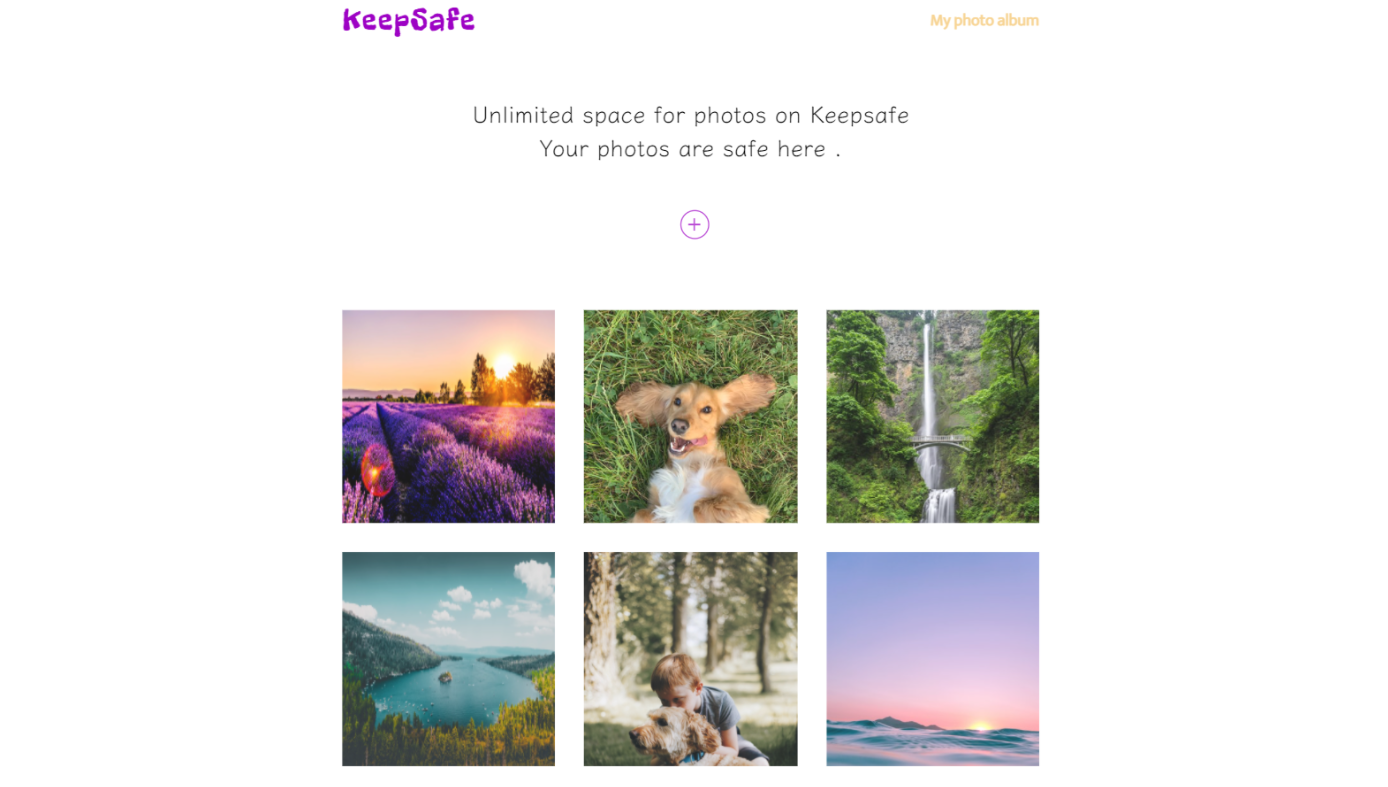 KeepSafe
My photo album
Unlimited space for photos on Keepsafe
Your photos are safe here .